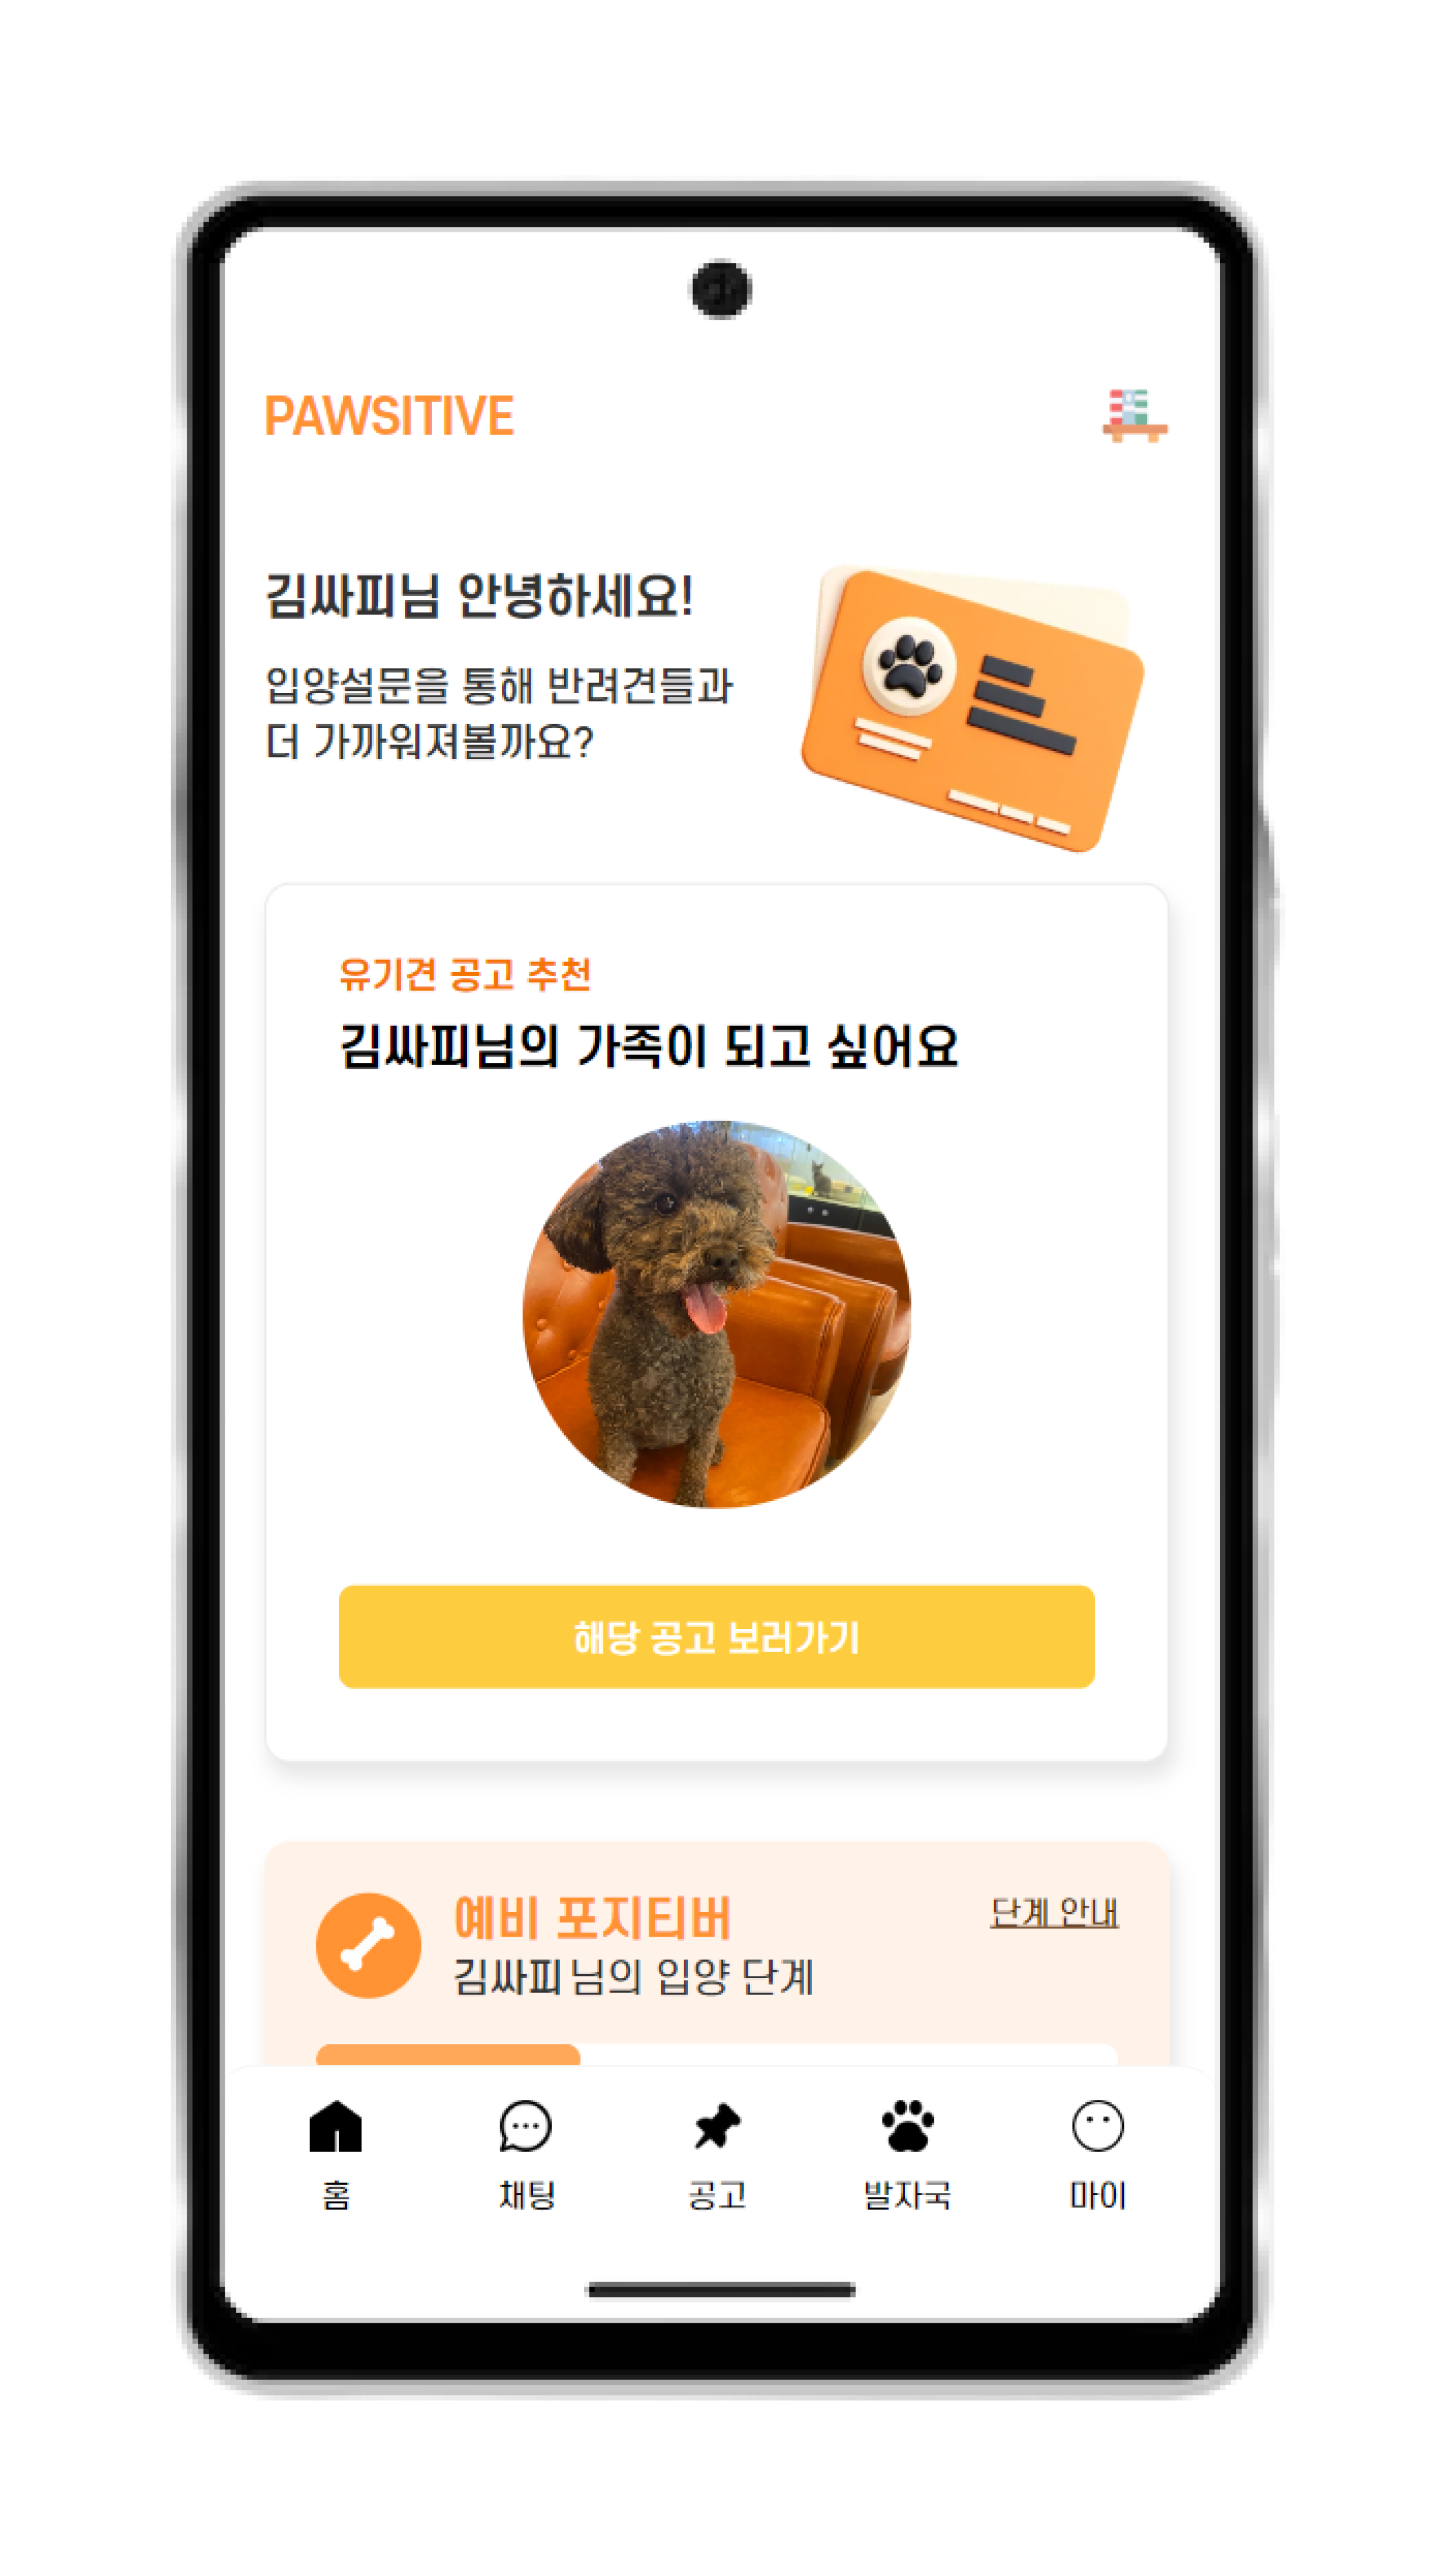 PAWSITIVE
김싸피님 안녕하세요!
입양설문을 통해 반려견들과
더 가까워져볼까요?
유기견 공고 추천
김싸피님의 가족이 되고 싶어요
해당 공고 보러가기
예비 포지티버
단계 안내
김싸피 님의 입양 단계
홈
채팅
공고
발자국
마이